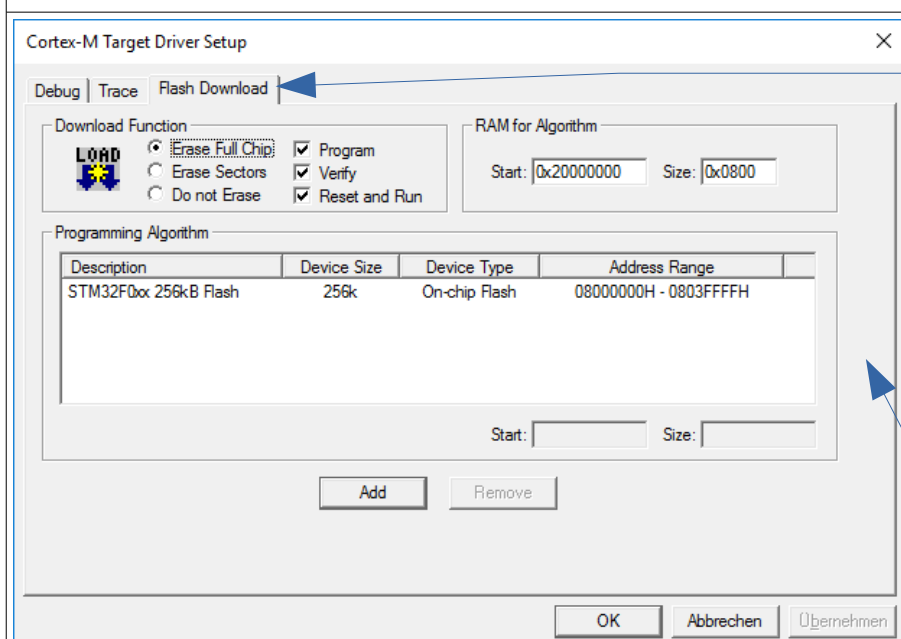 Cortex-M Target Driver Setup
Debug Trace Flash Download
Download Function
LOAD
Erase Full Chip
Erase Sectors
Do not Erase
Program
Verify
Reset and Run
RAM for Algorithm
Start: 0x20000000 Size: 0x0800
Programming Algorithm
Description Device Size Device Type Address Range
STM32F0xx 256kB Flash 256k On-chip Flash 08000000H - 0803FFFFH
Start: Size:
Add Remove
OK Abbrechen Übernehmen